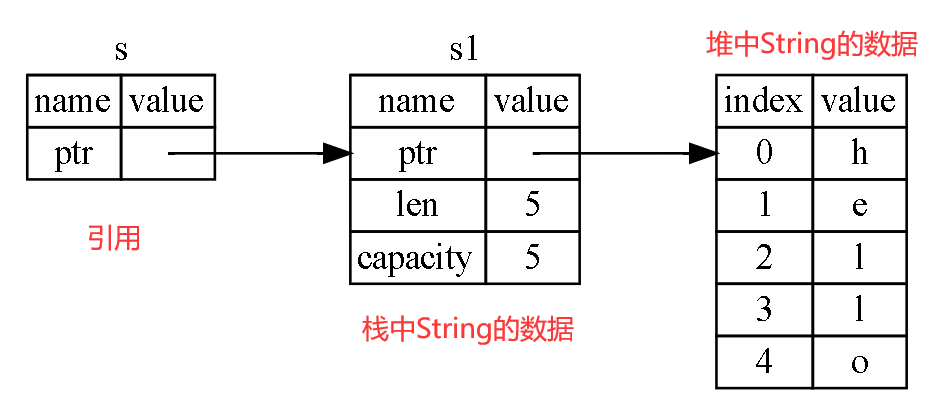 s
name value
ptr
引用
s1
name value
ptr
len 5
capacity 5
栈中String的数据
堆中String的数据
index value
0 h
1 e
2 l
3 l
4 o